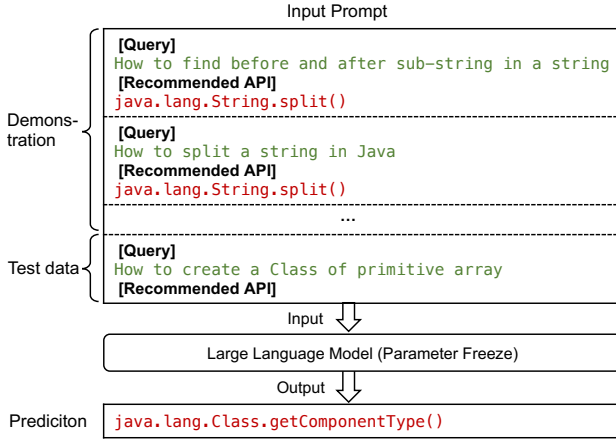 Input Prompt
[Query]
How to find before and after sub-string in a string
[Recommended API]
java.lang.String.split()
Demons-
tration
[Query]
How to split a string in Java
[Recommended API]
java.lang.String.split()
...
Test data
[Query]
How to create a Class of primitive array
[Recommended API]
Input
Large Language Model (Parameter Freeze)
Output
Prediciton
java.lang.Class.getComponentType()